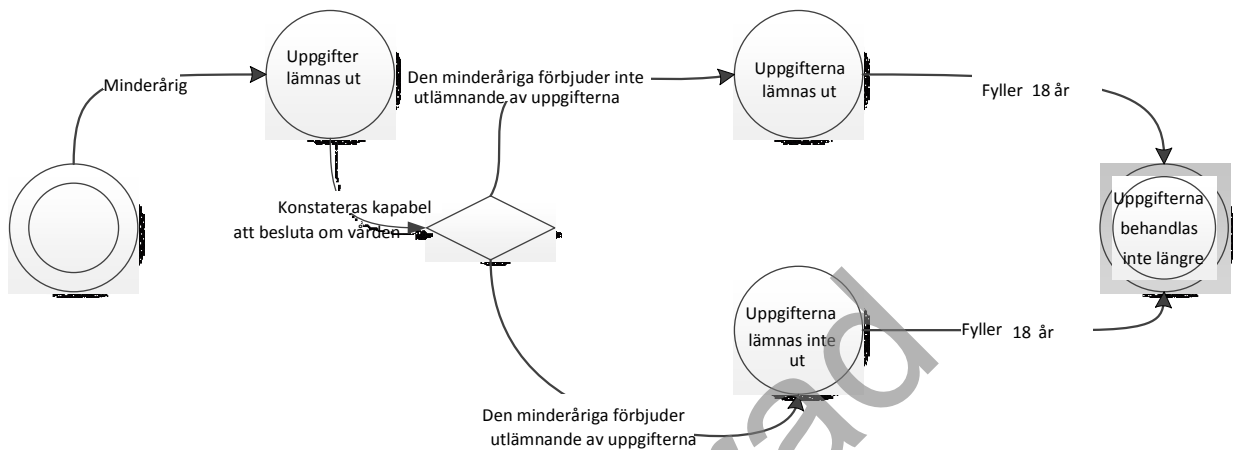 Minderårig
Uppgifter
lämnas ut
Den minderåriga förbjuder inte
utlämnande av uppgifterna
Uppgifterna
lämnas ut
Fyller 18 år
Konstateras kapabel
att besluta om vården
Uppgifterna
behandlas
inte längre
Uppgifterna
lämnas inte
ut
Fyller 18 år
Den minderåriga förbjuder
utlämnande av uppgifterna